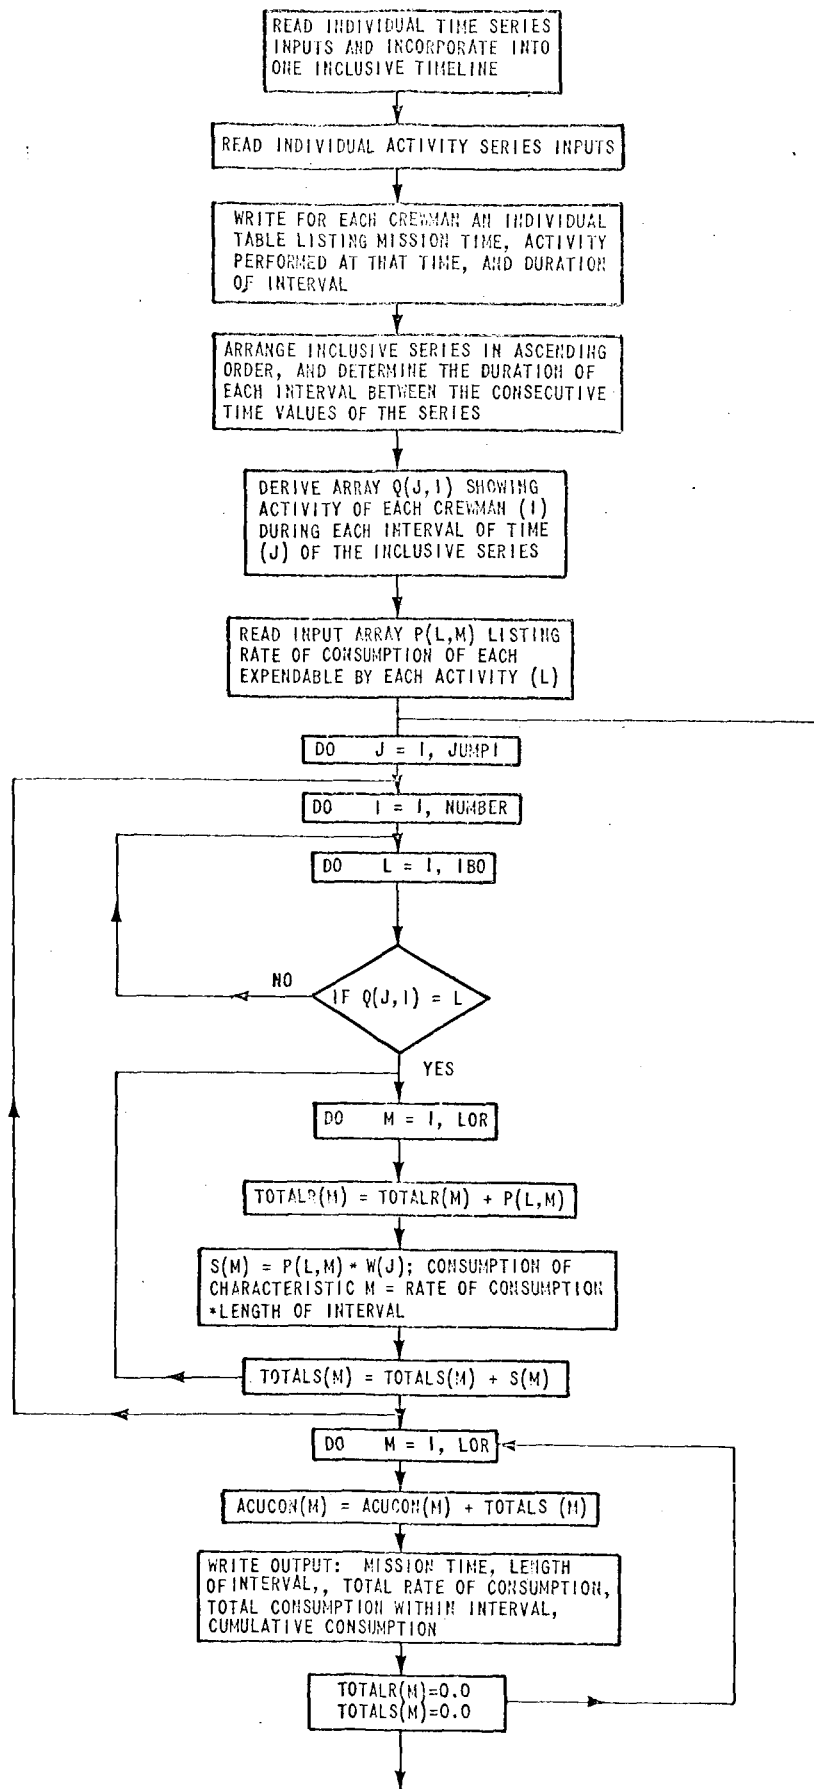 READ INDIVIDUAL TIME SERIES
INPUTS AND INCORPORATE INTO
ONE INCLUSIVE TIMELINE
READ INDIVIDUAL ACTIVITY SERIES INPUTS
WRITE FOR EACH CREWMAN AN INDIVIDUAL
TABLE LISTING MISSION TIME, ACTIVITY
PERFORMED AT THAT TIME, AND DURATION
OF INTERVAL
ARRANGE INCLUSIVE SERIES IN ASCENDING
ORDER, AND DETERMINE THE DURATION OF
EACH INTERVAL BETWEEN THE CONSECUTIVE
TIME VALUES OF THE SERIES
DERIVE ARRAY Q(J,I) SHOWING
ACTIVITY OF EACH CREWMAN (I)
DURING EACH INTERVAL OF TIME
(J) OF THE INCLUSIVE SERIES
READ INPUT ARRAY P(L,M) LISTING
RATE OF CONSUMPTION OF EACH
EXPENDABLE BY EACH ACTIVITY (L)
DO J = I, JUMPI
DO I = I, NUMBER
DO L = I, IBO
IF Q(J,I) = L
NO
YES
DO M = I, LOR
TOTALR(M) = TOTALR(M) + P(L,M)
S(M) = P(L,M) * W(J); CONSUMPTION OF
CHARACTERISTIC M = RATE OF CONSUMPTION
*LENGTH OF INTERVAL
TOTALS(M) = TOTALS(M) + S(M)
DO M = I, LOR
ACUCON(M) = ACUCON(M) + TOTALS (M)
WRITE OUTPUT: MISSION TIME, LENGTH
OF INTERVAL,, TOTAL RATE OF CONSUMPTION,
TOTAL CONSUMPTION WITHIN INTERVAL,
CUMULATIVE CONSUMPTION
TOTALR(M)=0.0
TOTALS(M)=0.0